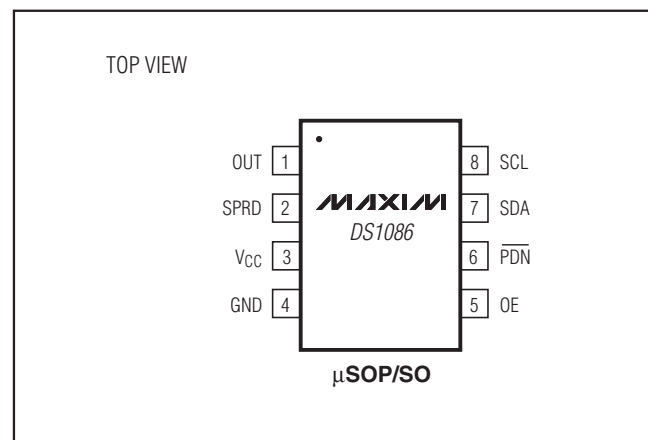 TOP VIEW
OUT 1
SPRD 2
VCC 3
GND 4
MAXIM
DS1086
8 SCL
7 SDA
6 PDN
5 OE
µSOP/SO